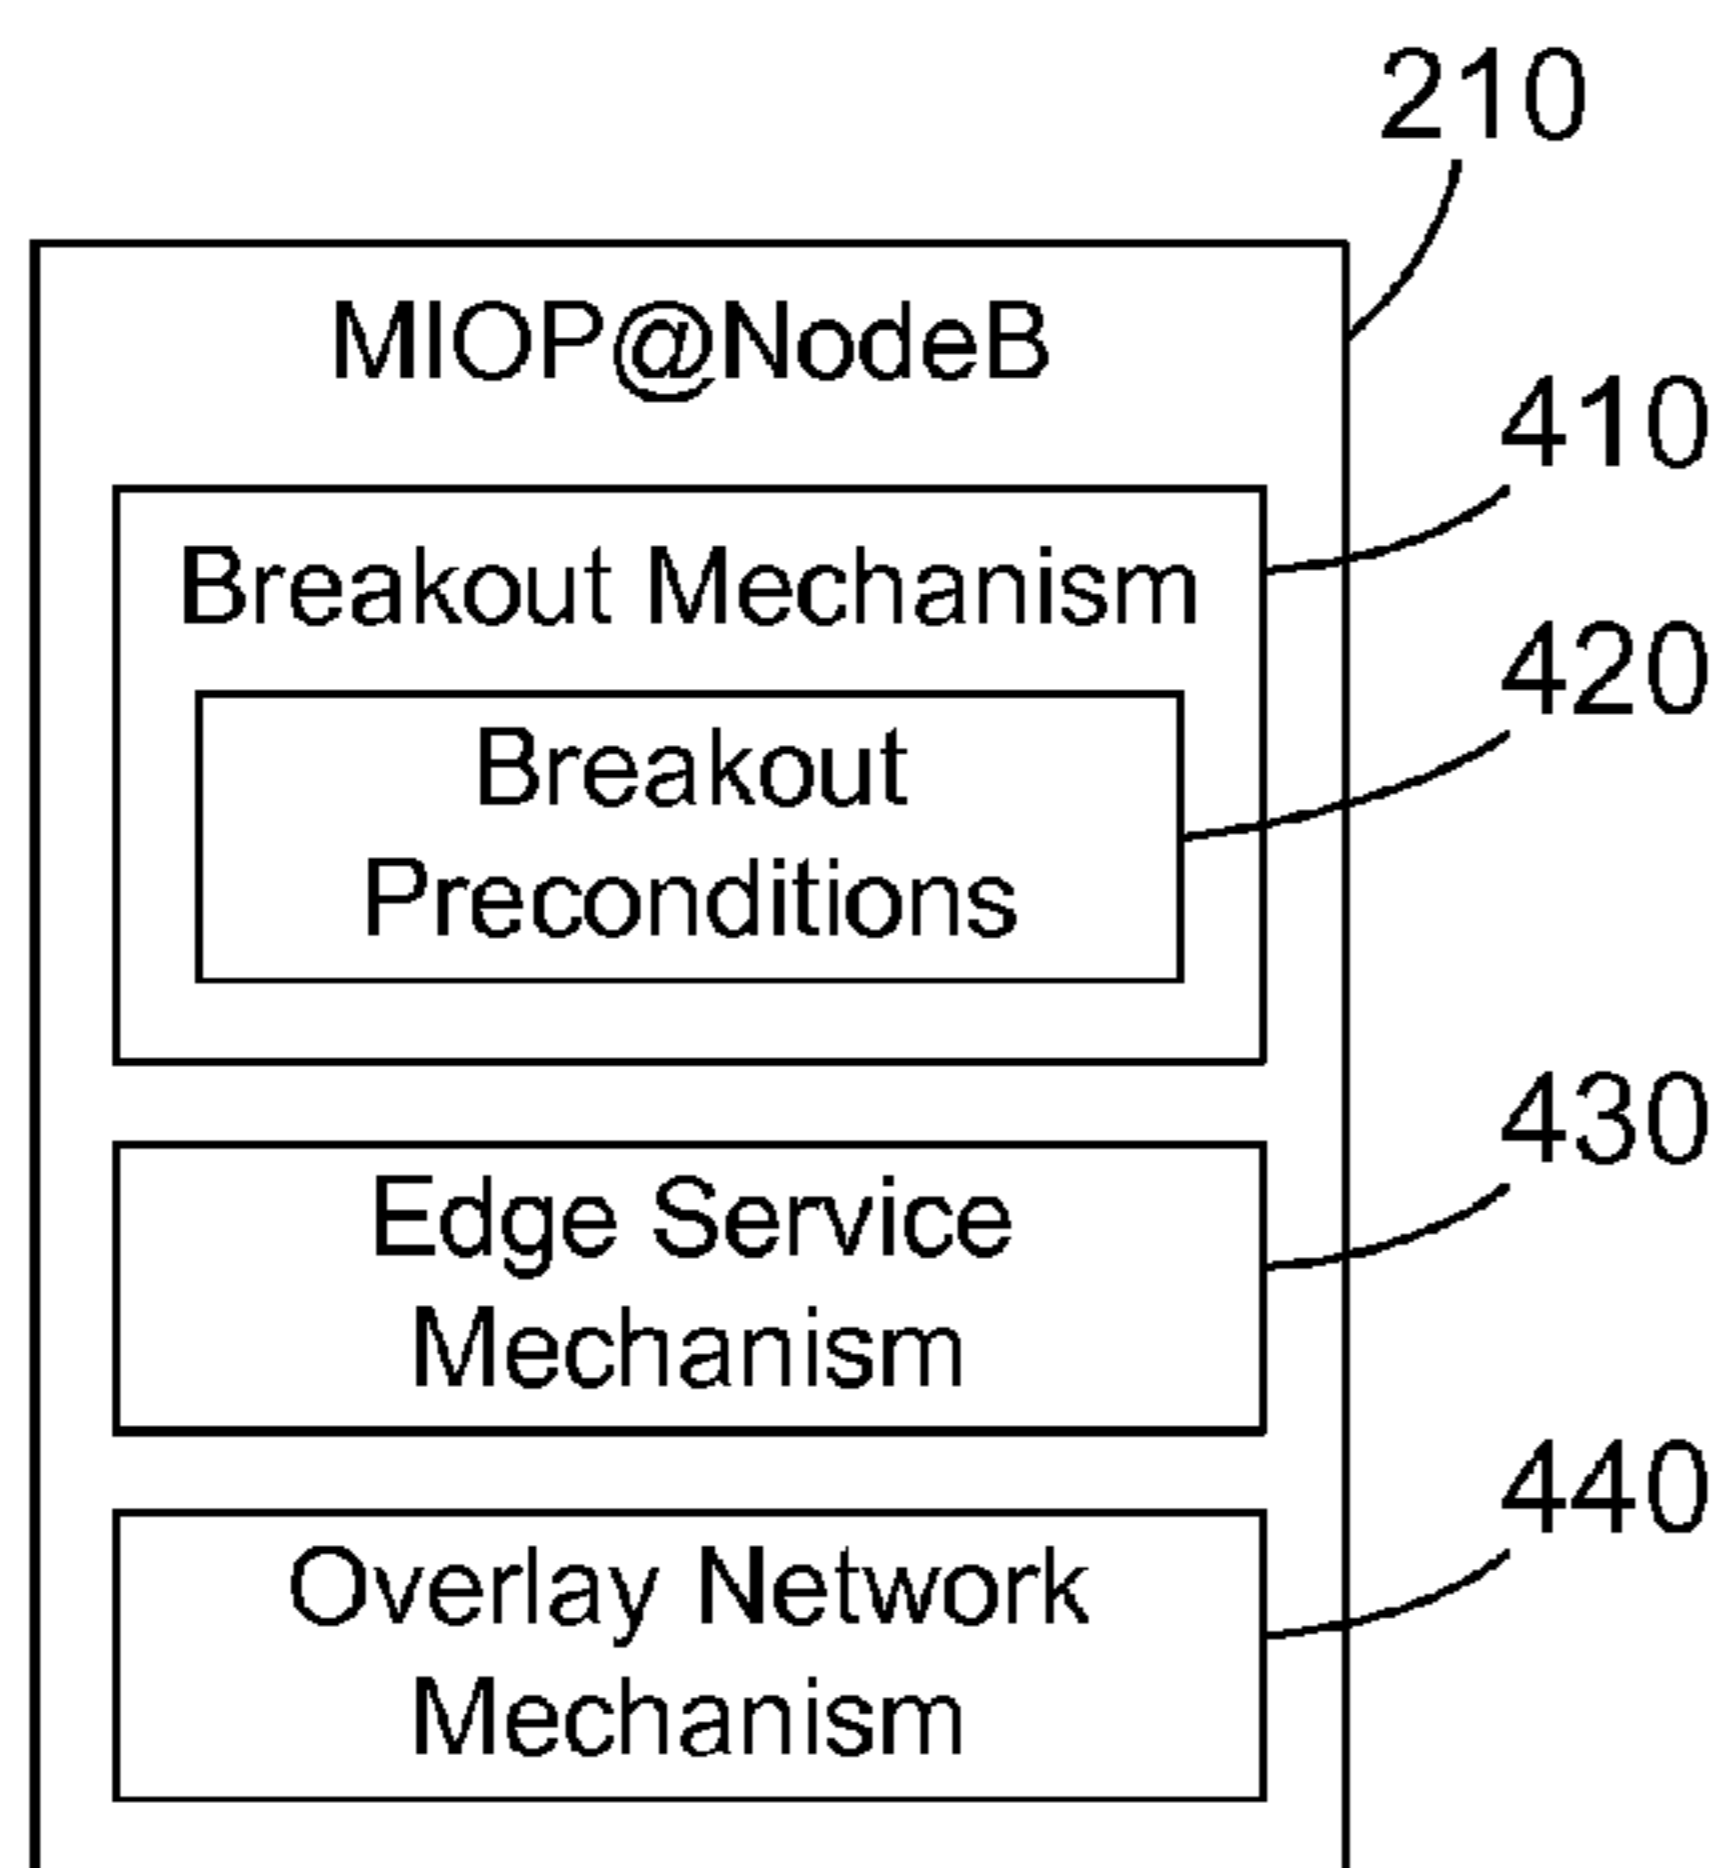 210
MIOP@NodeB
410
Breakout Mechanism
420
Breakout
Preconditions
430
Edge Service
Mechanism
440
Overlay Network
Mechanism